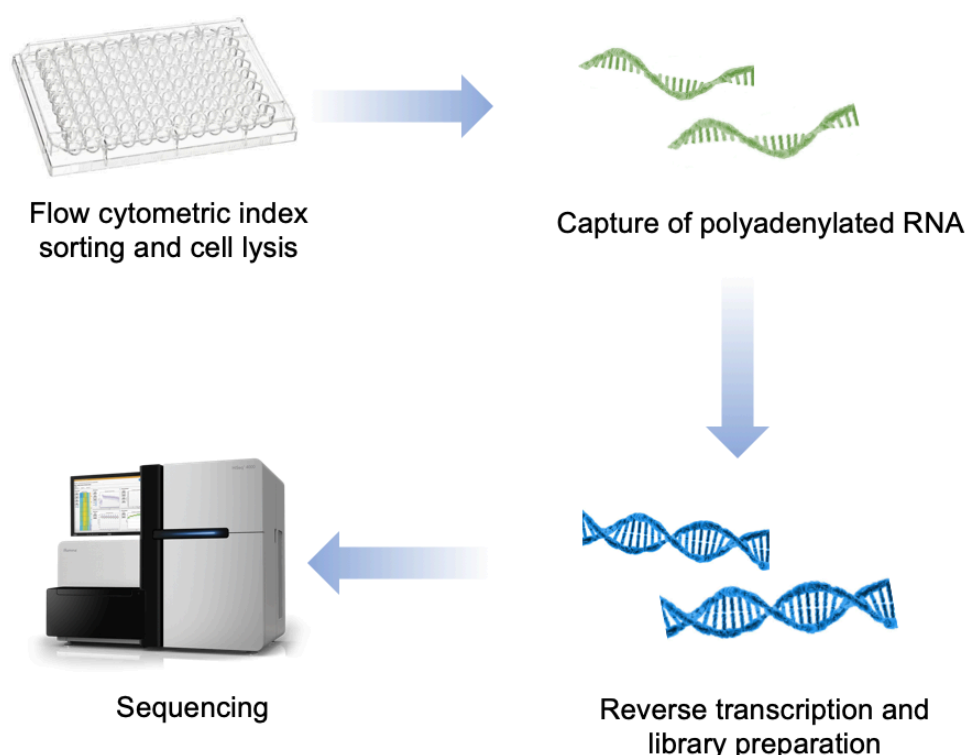 Flow cytometric index
sorting and cell lysis
Capture of polyadenylated RNA
Sequencing
Reverse transcription and
library preparation